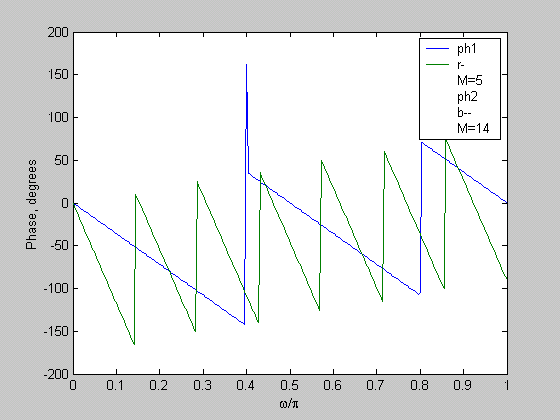 200
150
100
50
0
-50
-100
-150
-200
Phase, degrees
ph1
r-
M=5
ph2
b--
M=14
0 0.1 0.2 0.3 0.4 0.5 0.6 0.7 0.8 0.9 1
ω/π